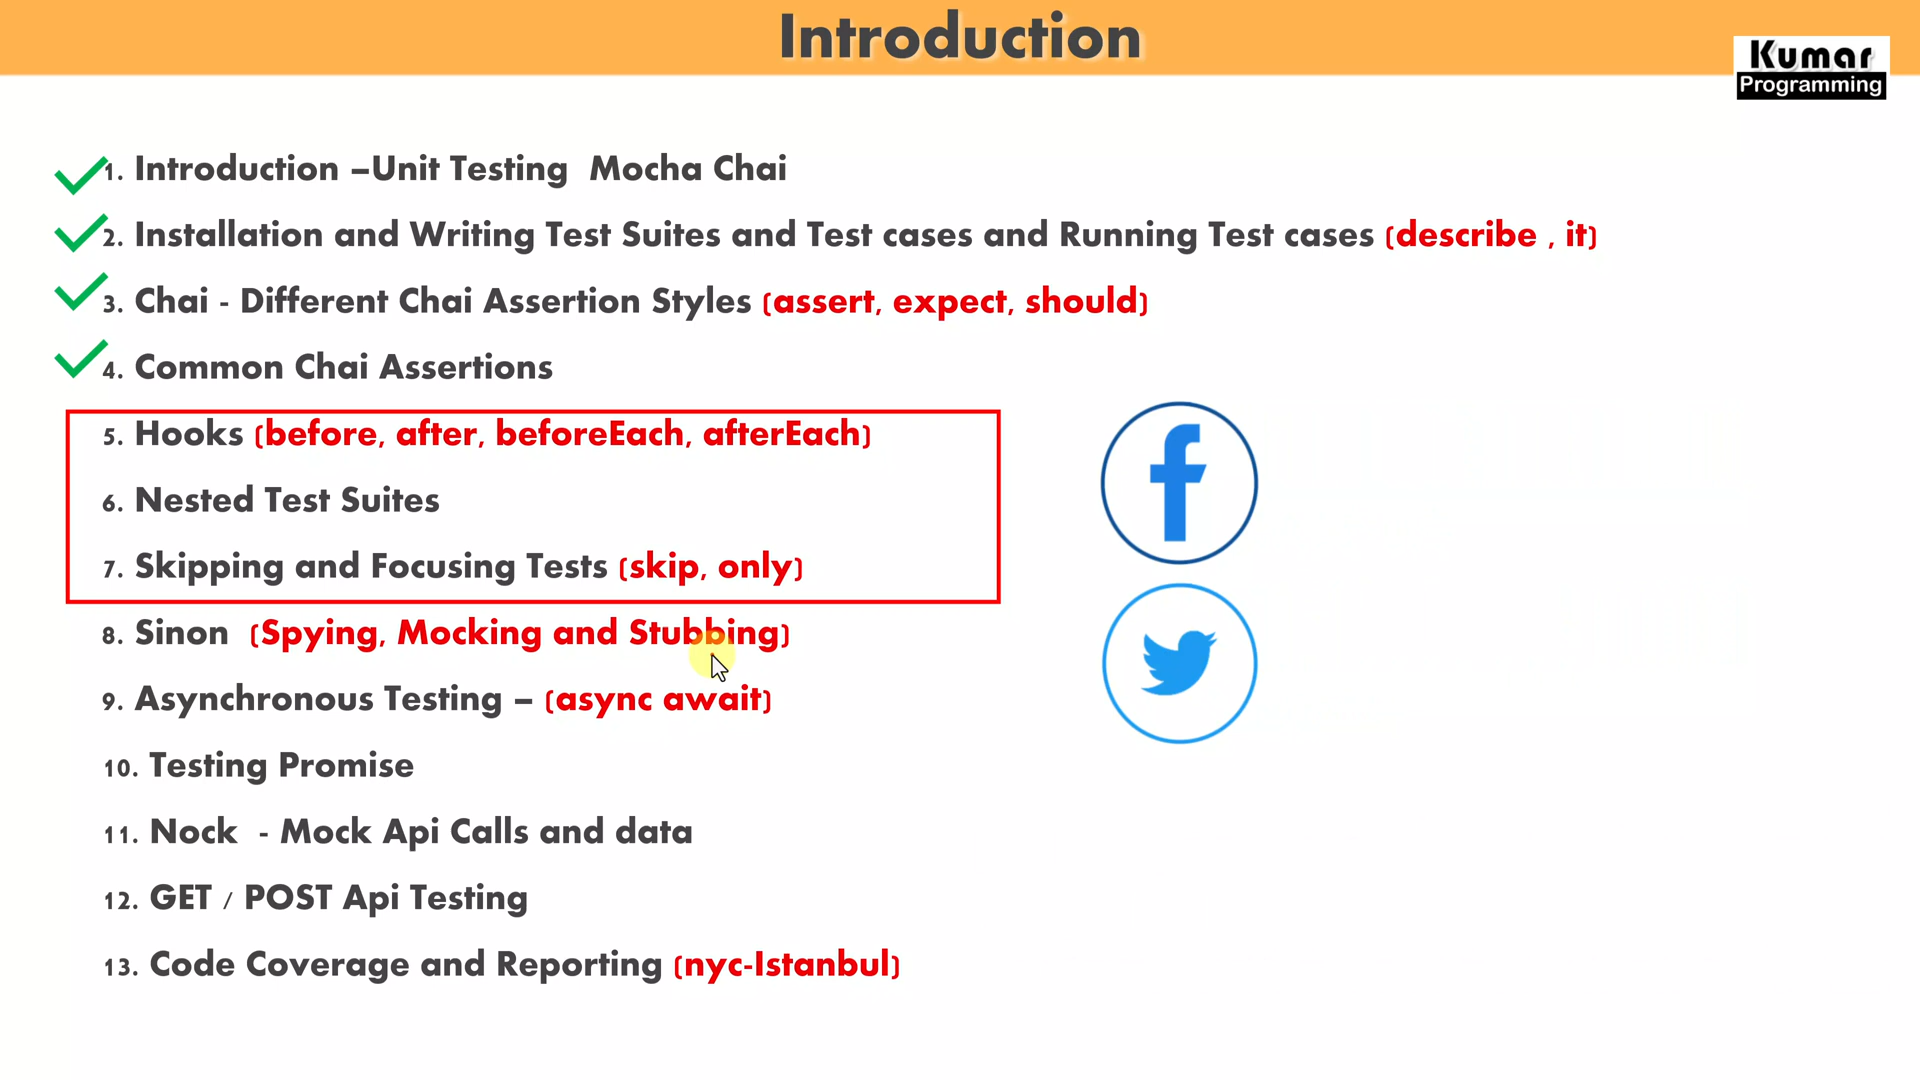 Introduction
Kumar
Programming
1. Introduction –Unit Testing  Mocha Chai
2. Installation and Writing Test Suites and Test cases and Running Test cases (describe , it)
3. Chai - Different Chai Assertion Styles (assert, expect, should)
4. Common Chai Assertions
5. Hooks (before, after, beforeEach, afterEach)
6. Nested Test Suites
7. Skipping and Focusing Tests (skip, only)
8. Sinon  (Spying, Mocking and Stubbing)
9. Asynchronous Testing – (async await)
10. Testing Promise
11. Nock  - Mock Api Calls and data
12. GET / POST Api Testing
13. Code Coverage and Reporting (nyc-Istanbul)